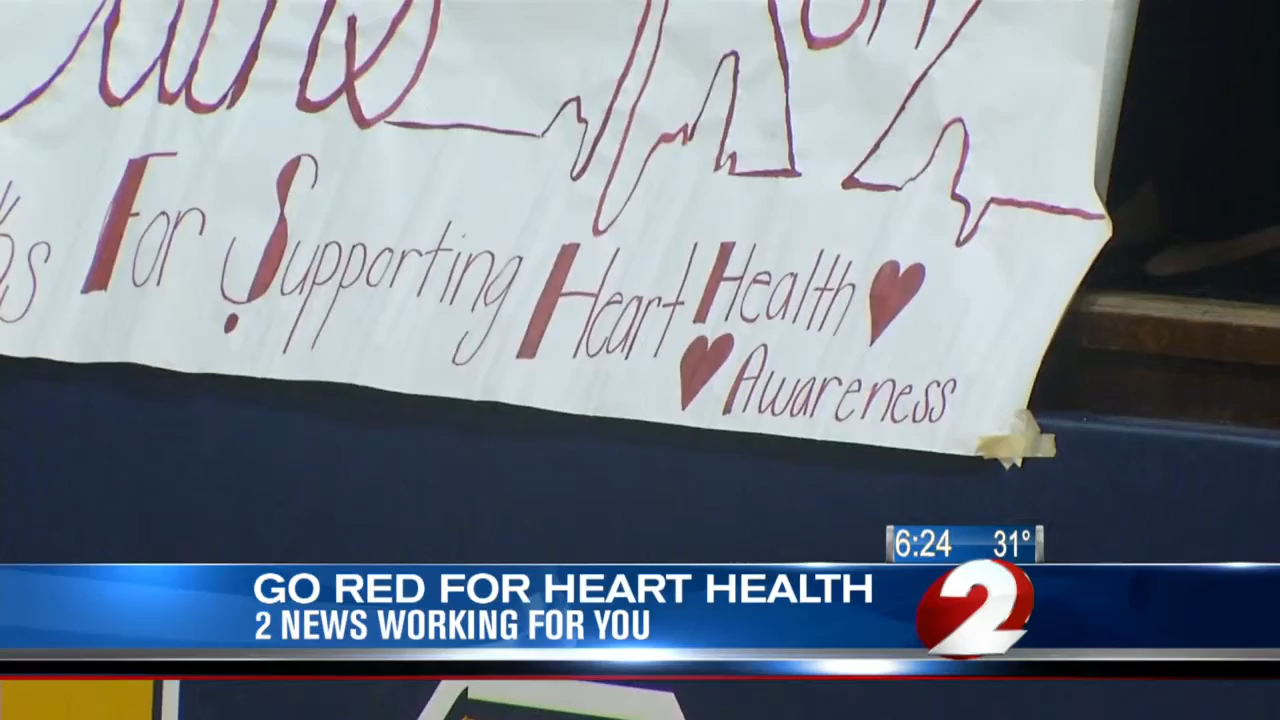 For Supporting Heart Health
Awareness
6:24 31°
GO RED FOR HEART HEALTH
2 NEWS WORKING FOR YOU
2